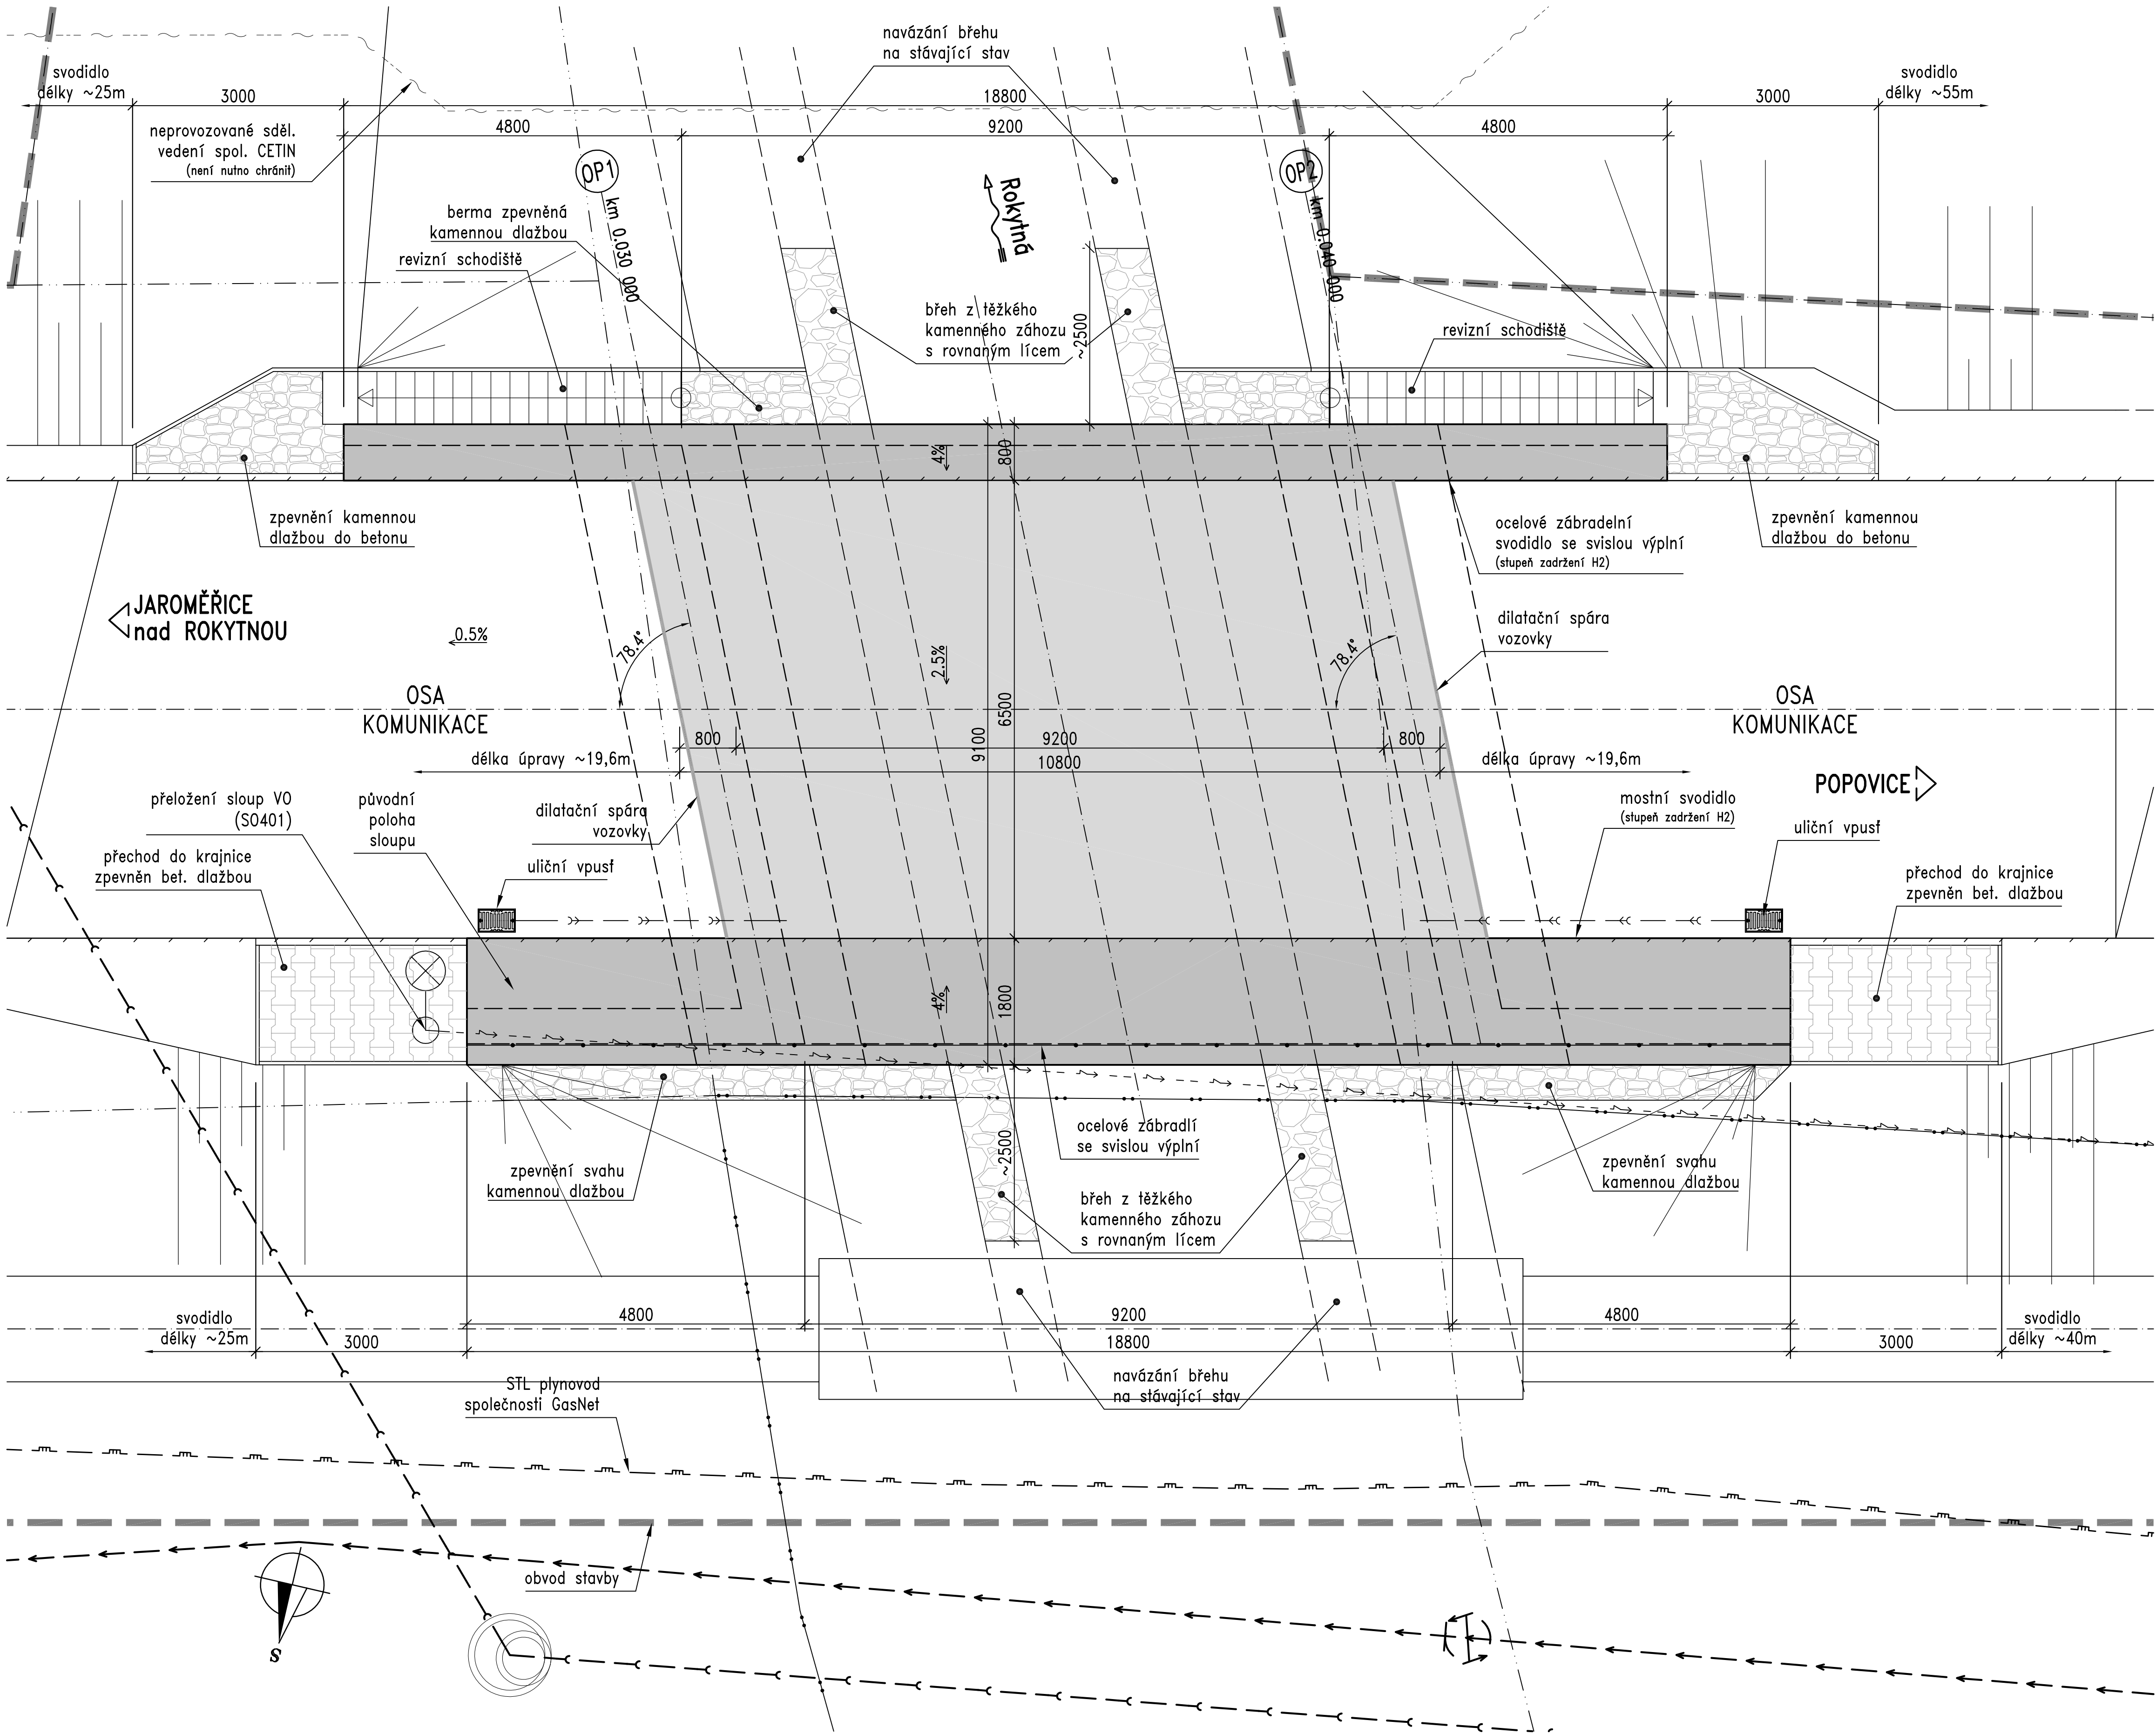 navázání břehu
na stávající stav
svodidlo
délky ~25m
3000
18800
3000
svodidlo
délky ~55m
4800
9200
4800
neprovozované sděl.
vedení spol. CETIN
(není nutno chránit)
OP1
km 0.030 000
Rokytná
OP2
km 0.040 000
berma zpevněná
kamennou dlažbou
revizní schodiště
břeh z těžkého
kamenného záhozu
s rovnaným lícem
~2500
revizní schodiště
4%
800
zpevnění kamennou
dlažbou do betonu
ocelové zábradelní
svodidlo se svislou výplní
(stupeň zadržení H2)
zpevnění kamennou
dlažbou do betonu
JAROMĚŘICE
nad ROKYTNOU
0.5%
78.4°
2.5%
78.4°
dilatační spára
vozovky
OSA
KOMUNIKACE
6500
9100
OSA
KOMUNIKACE
800
9200
800
délka úpravy ~19,6m
10800
délka úpravy ~19,6m
POPOVICE
přeložení sloup VO
(SO401)
původní
poloha
sloupu
dilatační spára
vozovky
mostní svodidlo
(stupeň zadržení H2)
uliční vpusť
přechod do krajnice
zpevněn bet. dlažbou
uliční vpusť
přechod do krajnice
zpevněn bet. dlažbou
4%
1800
ocelové zábradlí
se svislou výplní
~2500
zpevnění svahu
kamennou dlažbou
zpevnění svahu
kamennou dlažbou
břeh z těžkého
kamenného záhozu
s rovnaným lícem
svodidlo
délky ~25m
3000
4800
9200
18800
4800
3000
svodidlo
délky ~40m
navázání břehu
na stávající stav
STL plynovod
společnosti GasNet
obvod stavby
S